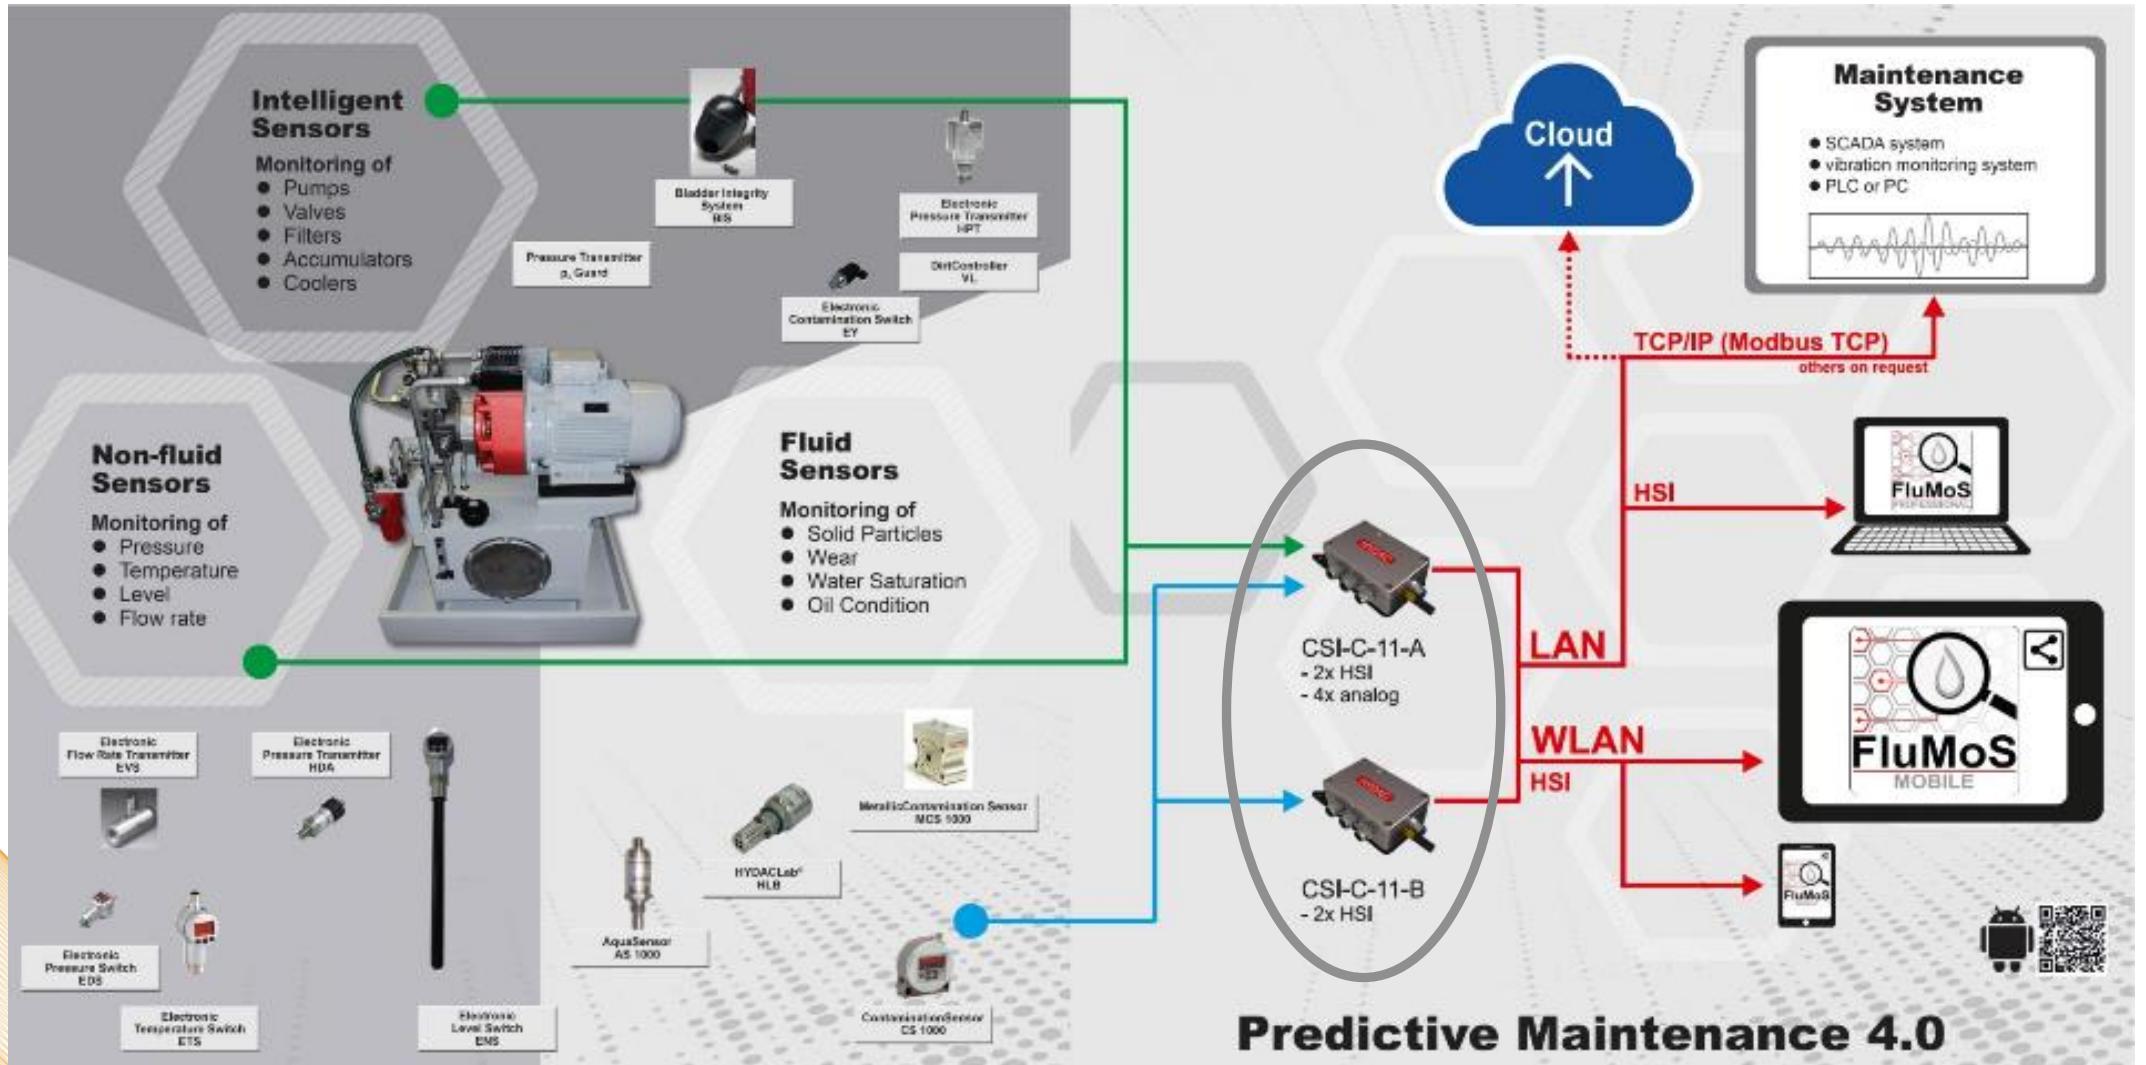 Intelligent
Sensors
Monitoring of
● Pumps
● Valves
● Filters
● Accumulators
● Coolers
Bladder Integrity
System
BIS
Electronic
Pressure Transmitter
HPT
Pressure Transmitter
p₀ Guard
DirtController
VL
Electronic
Contamination Switch
EY
Non-fluid
Sensors
Monitoring of
● Pressure
● Temperature
● Level
● Flow rate
Fluid
Sensors
Monitoring of
● Solid Particles
● Wear
● Water Saturation
● Oil Condition
Electronic
Flow Rate Transmitter
EVS
Electronic
Pressure Transmitter
HDA
Electronic
Pressure Switch
EDS
Electronic
Temperature Switch
ETS
Electronic
Level Switch
ENS
AquaSensor
AS 1000
HYDACLab®
HLB
MetallicContamination Sensor
MCS 1000
ContaminationSensor
CS 1000
HYDAC
CSI-C-11-A
- 2x HSI
- 4x analog
HYDAC
CSI-C-11-B
- 2x HSI
Cloud
Maintenance
System
● SCADA system
● vibration monitoring system
● PLC or PC
TCP/IP (Modbus TCP)
others on request
HSI
FluMoS
PROFESSIONAL
LAN
WLAN
HSI
FluMoS
MOBILE
FluMoS
Predictive Maintenance 4.0